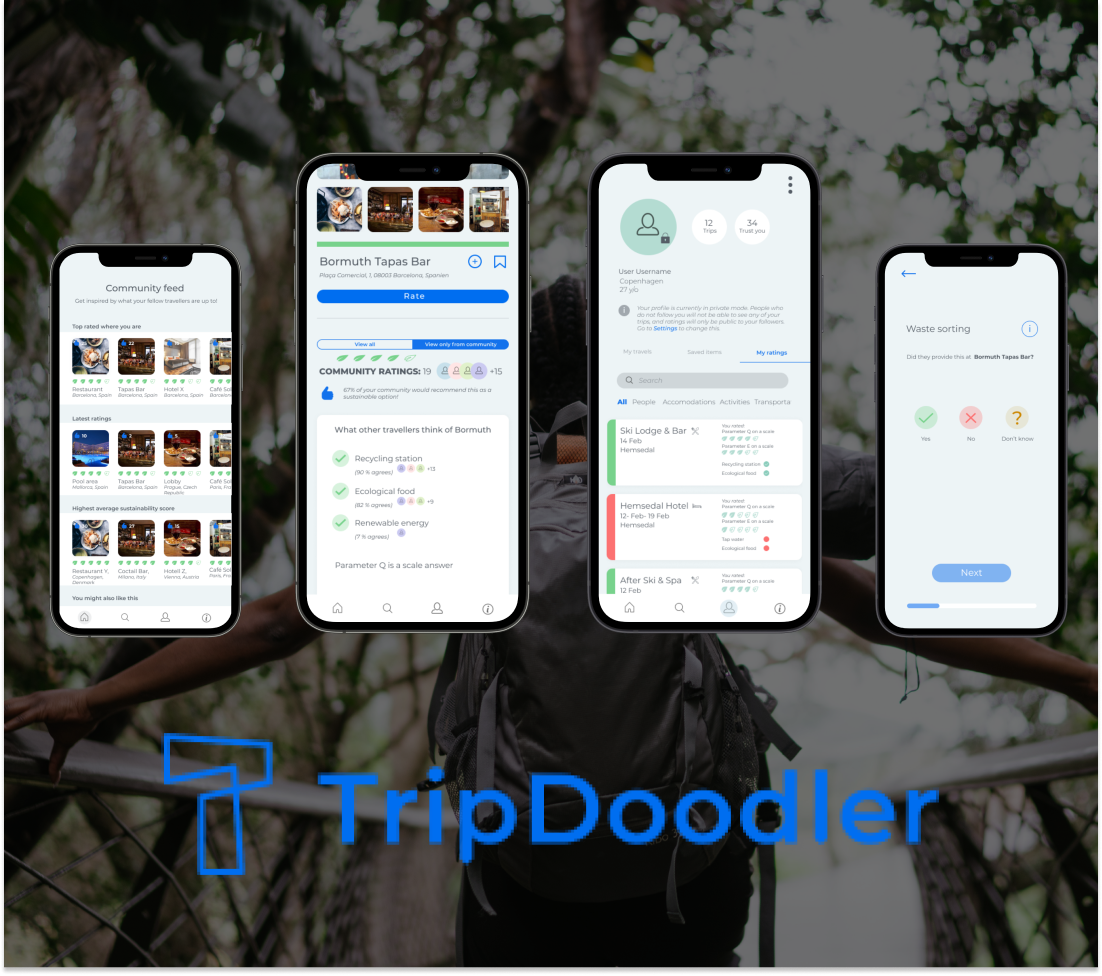 Community feed
Get inspired by what your fellow travellers are up to!
Top rated where you are
22
Restaurant
Barcelona, Spain
Tapas Bar
Barcelona, Spain
Hotel X
Barcelona, Spain
Café Sol
Barcelona, Spain
Latest ratings
10
2
5
Pool area
Mallorca, Spain
Tapas Bar
Barcelona, Spain
Lobby
Prague, Czech
Republic
Café Sol
Barcelona, Spain
Highest average sustainability score
27
15
Restaurant Y,
Copenhagen,
Denmark
Coctail Bar,
Milano, Italy
Hotell Z,
Vienna, Austria
Café Sol
Paris, Fra
You might also like this
Bormuth Tapas Bar
Plaça Comercial, 1, 08003 Barcelona, Spanien
Rate
View all
View only from community
COMMUNITY RATINGS: 19 +15
67% of your community would recommend this as a
sustainable option!
What other travellers think of Bormuth
Recycling station
(90 % agrees) +13
Ecological food
(82 % agrees) +9
Renewable energy
(7 % agrees)
Parameter Q is a scale answer
12
Trips
34
Trust you
User Username
Copenhagen
27 y/o
Your profile is currently in private mode. People who
do not follow you will not be able to see any of your
trips, and ratings will only be public to your followers.
Go to Settings to change this.
My travels
Saved items
My ratings
Search
All People Accomodations Activities Transporta
Ski Lodge & Bar
14 Feb
Hemsedal
You rated:
Parameter Q on a scale
Parameter E on a scale
Recycling station
Ecological food
Hemsedal Hotel
12- Feb- 19 Feb
Hemsedal
You rated:
Parameter Q on a scale
Parameter E on a scale
Tap water
Ecological food
After Ski & Spa
12 Feb
You rated:
Parameter Q on a scale
Waste sorting
Did they provide this at Bormuth Tapas Bar?
Yes
No
Don't know
Next
TripDoodler